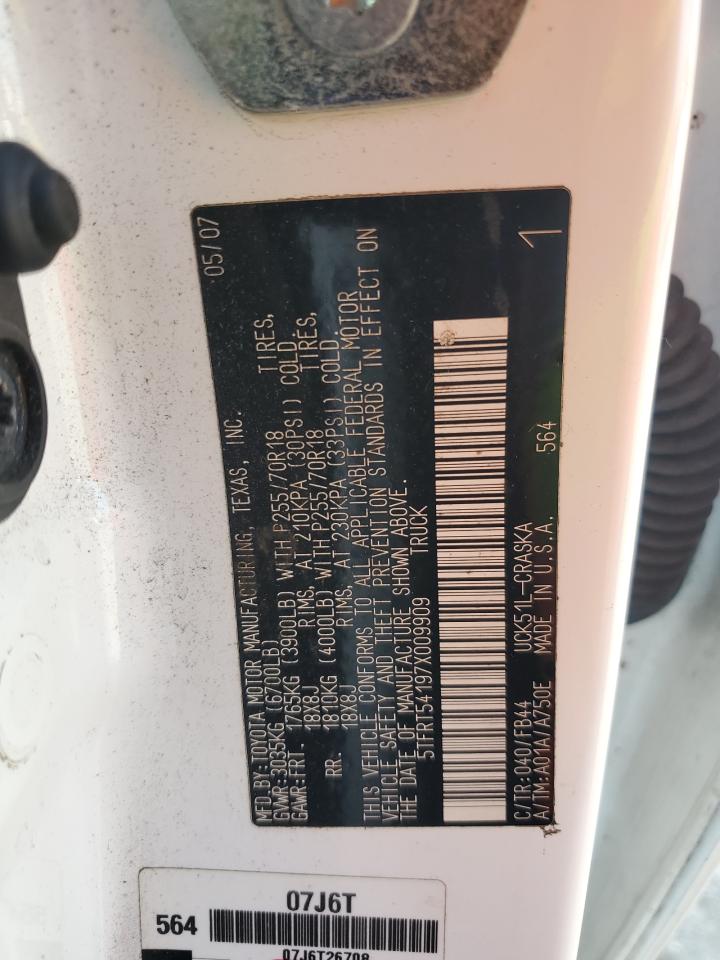 05/07
MFD.BY:TOYOTA MOTOR MANUFACTURING, TEXAS, INC.
GVWR:3035KG(6700LB)
GAWR:FRT. 1765KG (3900LB) WITH P255/70R18 TIRES,
18X8J RIMS, AT 210KPA (30PSI) COLD
RR 1810KG (4000LB) WITH P255/70R18 TIRES,
18X8J RIMS, AT 230KPA (33PSI) COLD.
THIS VEHICLE CONFORMS TO ALL APPLICABLE FEDERAL MOTOR
VEHICLE SAFETY AND THEFT PREVENTION STANDARDS IN EFFECT ON
THE DATE OF MANUFACTURE SHOWN ABOVE.
5TFRT54197X009909 TRUCK
C/TR:040/FB44 UCK51L-CRASKA
A/TM:A01A/A750E MADE IN U.S.A. 564
1
07J6T
564
07J6T26708